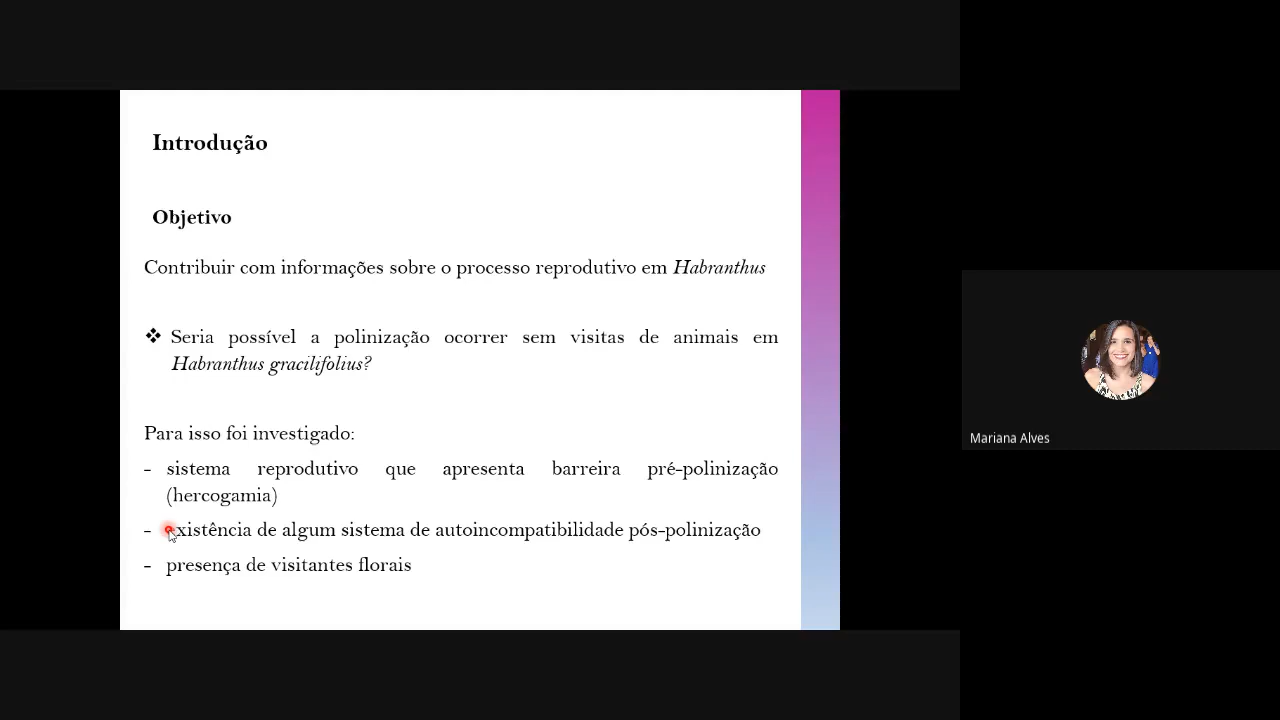 Introdução
Objetivo
Contribuir com informações sobre o processo reprodutivo em Habranthus
❖ Seria possível a polinização ocorrer sem visitas de animais em
Habranthus gracilifolius?
Para isso foi investigado:
- sistema reprodutivo que apresenta barreira pré-polinização
(hercogamia)
- existência de algum sistema de autoincompatibilidade pós-polinização
- presença de visitantes florais
Mariana Alves